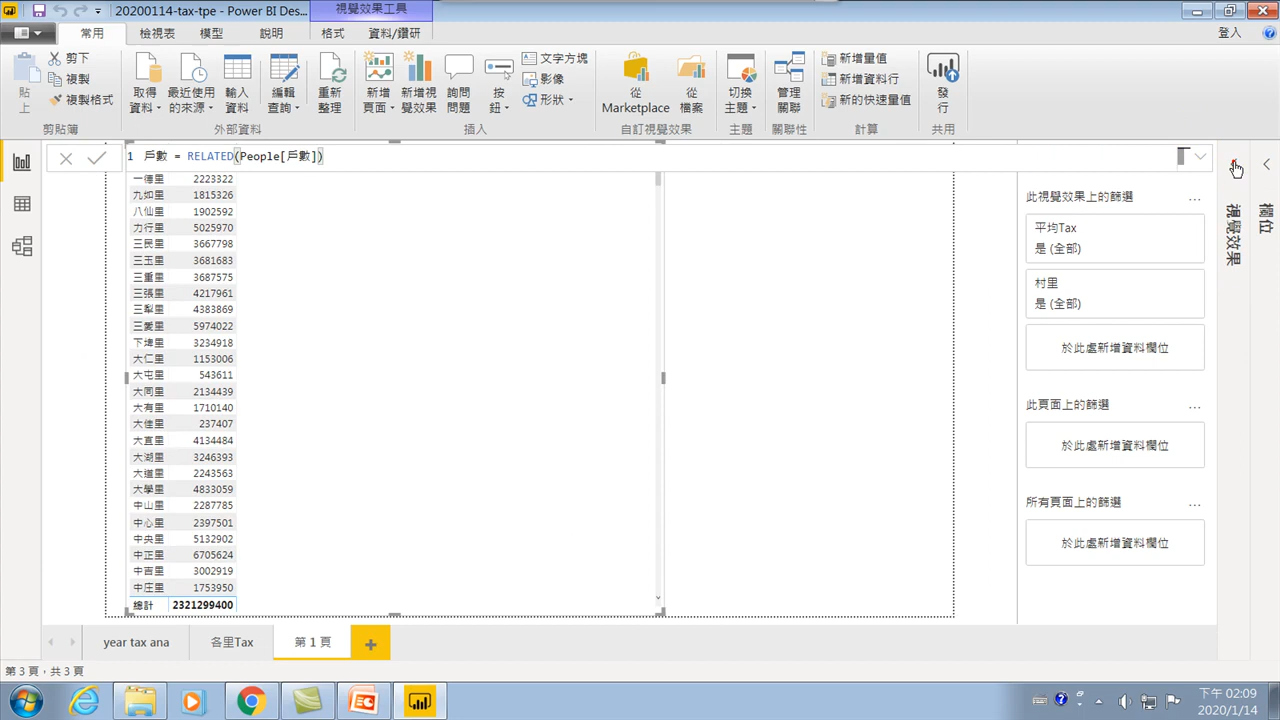 20200114-tax-tpe - Power BI Des...
視覺效果工具
常用 檢視表 模型 說明 格式 資料/鑽研
登入
貼上
剪下
複製
複製格式
剪貼簿
取得資料
最近使用的來源
輸入資料
編輯查詢
外部資料
重新整理
新增頁面
新增視覺效果
詢問問題
按鈕
文字方塊
影像
形狀
插入
從 Marketplace
從檔案
自訂視覺效果
切換主題
主題
管理關聯
關聯性
新增量值
新增資料行
新的快速量值
計算
發行
共用
1 戶數 = RELATED(People[戶數])
一德里 2223322
九如里 1815326
八仙里 1902592
力行里 5025970
三民里 3667798
三玉里 3681683
三重里 3687575
三張里 4217961
三犁里 4383869
三愛里 5974022
下埤里 3234918
大仁里 1153006
大屯里 543611
大同里 2134439
大有里 1710140
大佳里 237407
大直里 4134484
大湖里 3246393
大道里 2243563
大學里 4833059
中山里 2287785
中心里 2397501
中央里 5132902
中正里 6705624
中吉里 3002919
中庄里 1753950
總計 2321299400
此視覺效果上的篩選 ...
平均Tax
是 (全部)
村里
是 (全部)
於此處新增資料欄位
此頁面上的篩選 ...
於此處新增資料欄位
所有頁面上的篩選 ...
於此處新增資料欄位
視覺效果
欄位
year tax ana 各里Tax 第 1 頁
第 3 頁，共 3 頁
下午 02:09
2020/1/14